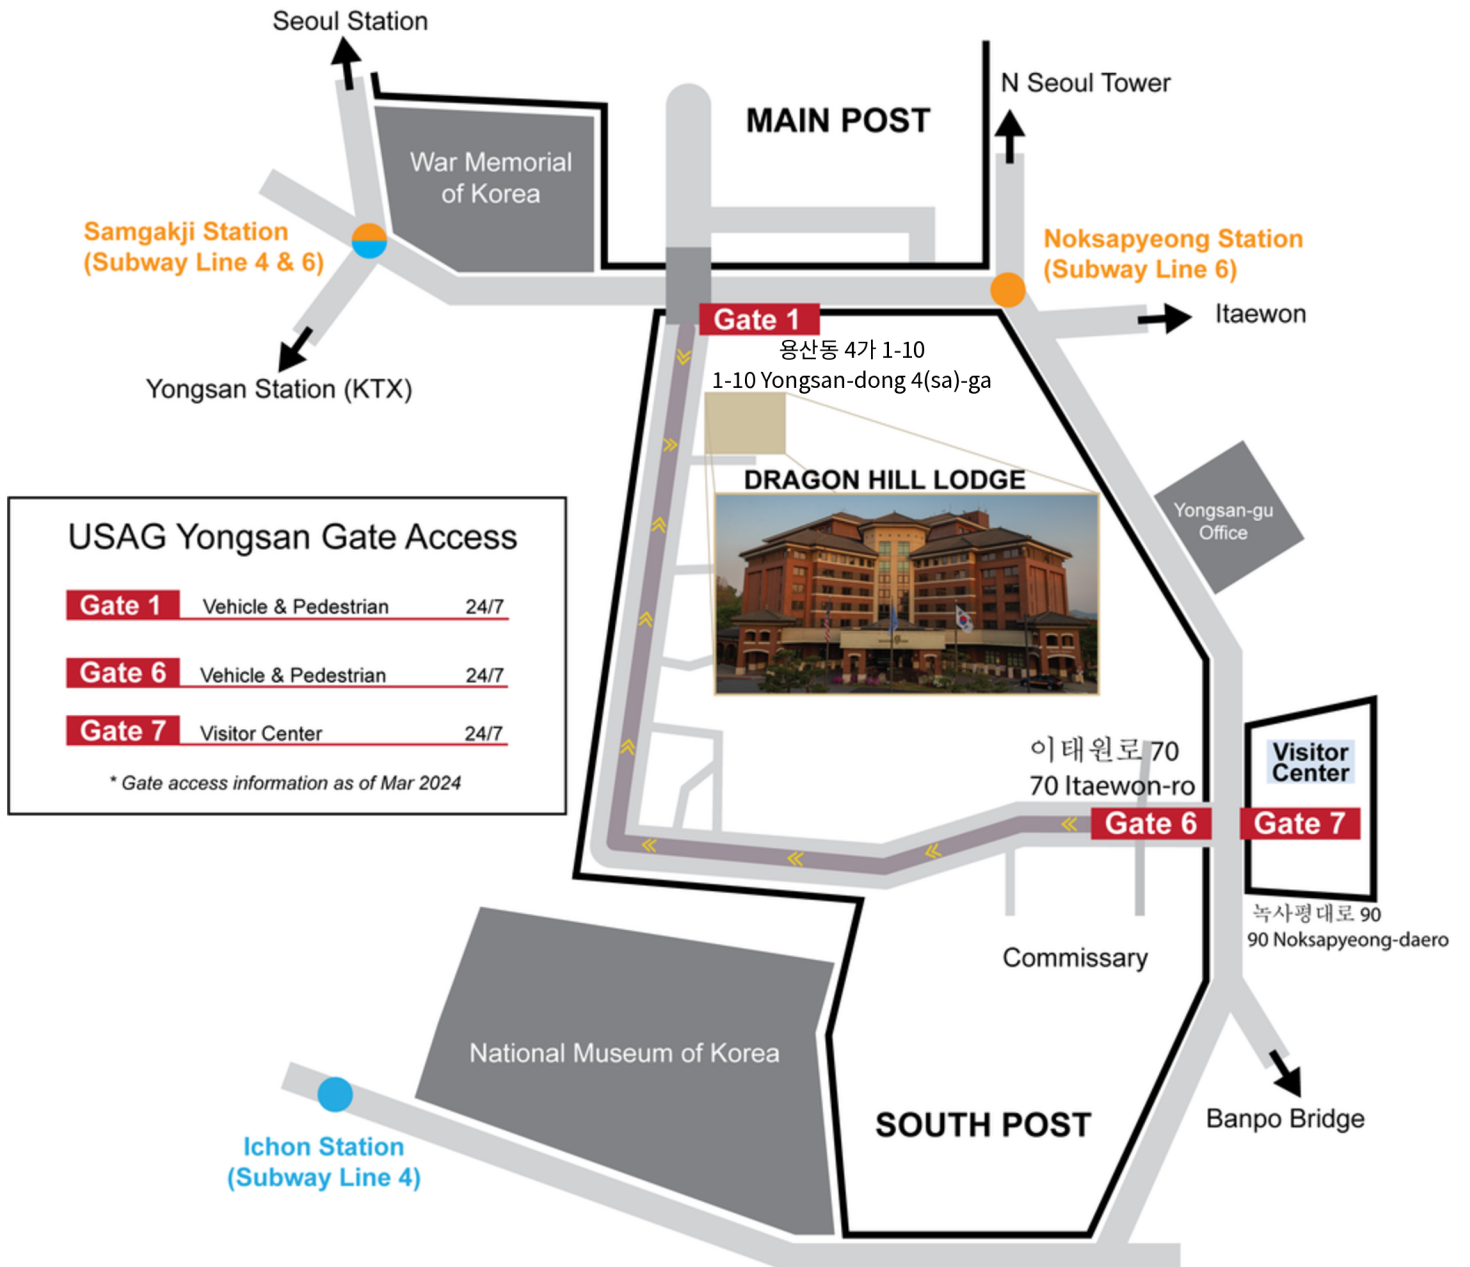 Seoul Station
N Seoul Tower
MAIN POST
War Memorial
of Korea
Samgakji Station
(Subway Line 4 & 6)
Noksapyeong Station
(Subway Line 6)
Itaewon
Gate 1
용산동 4가 1-10
1-10 Yongsan-dong 4(sa)-ga
Yongsan Station (KTX)
DRAGON HILL LODGE
Yongsan-gu
Office
USAG Yongsan Gate Access
Gate 1 Vehicle & Pedestrian 24/7
Gate 6 Vehicle & Pedestrian 24/7
Gate 7 Visitor Center 24/7
* Gate access information as of Mar 2024
이태원로 70
70 Itaewon-ro
Visitor
Center
Gate 6
Gate 7
녹사평대로 90
90 Noksapyeong-daero
Commissary
National Museum of Korea
SOUTH POST
Banpo Bridge
Ichon Station
(Subway Line 4)